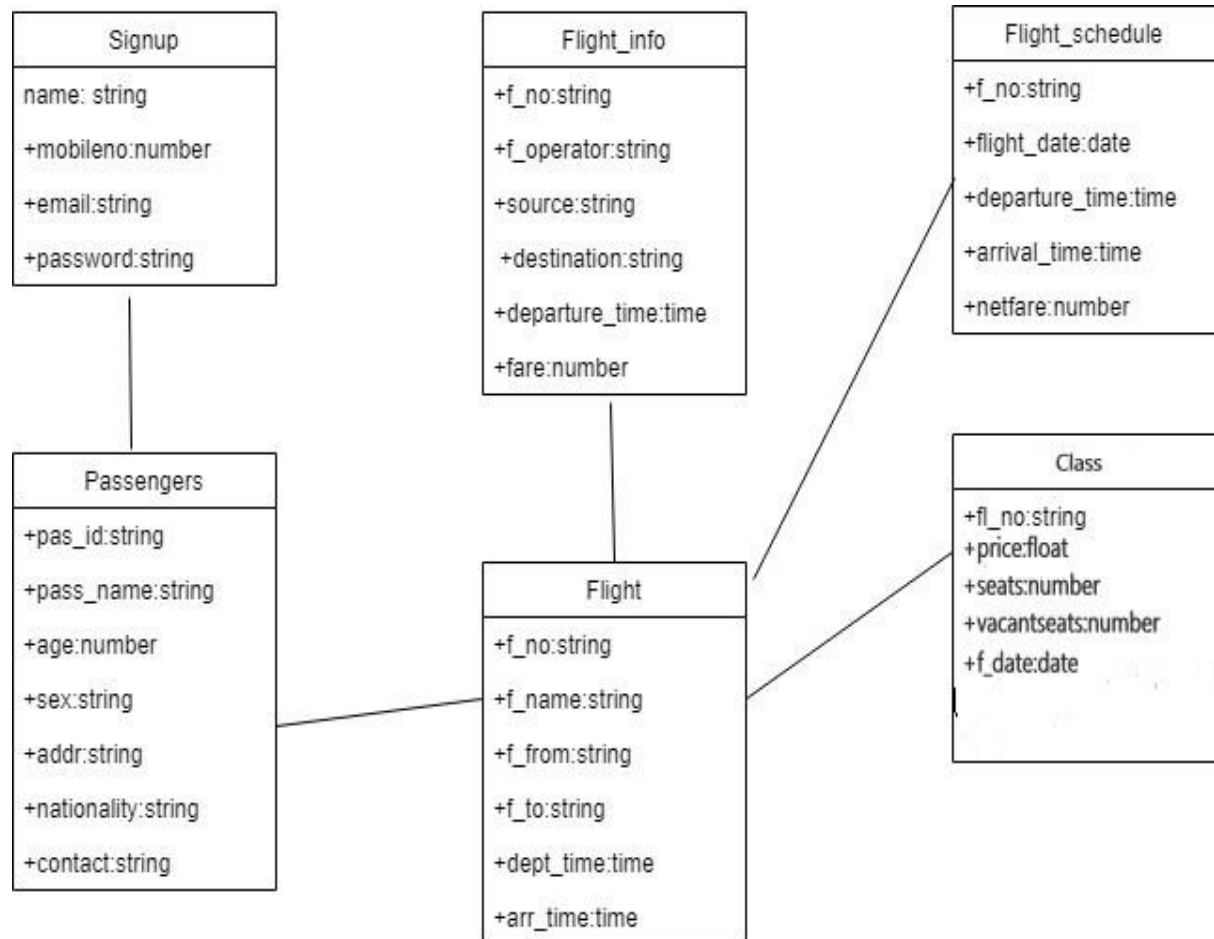 Signup
name: string
+mobileno:number
+email:string
+password:string
Flight_info
+f_no:string
+f_operator:string
+source:string
+destination:string
+departure_time:time
+fare:number
Flight_schedule
+f_no:string
+flight_date:date
+departure_time:time
+arrival_time:time
+netfare:number
Passengers
+pas_id:string
+pass_name:string
+age:number
+sex:string
+addr:string
+nationality:string
+contact:string
Flight
+f_no:string
+f_name:string
+f_from:string
+f_to:string
+dept_time:time
+arr_time:time
Class
+fl_no:string
+price:float
+seats:number
+vacantseats:number
+f_date:date